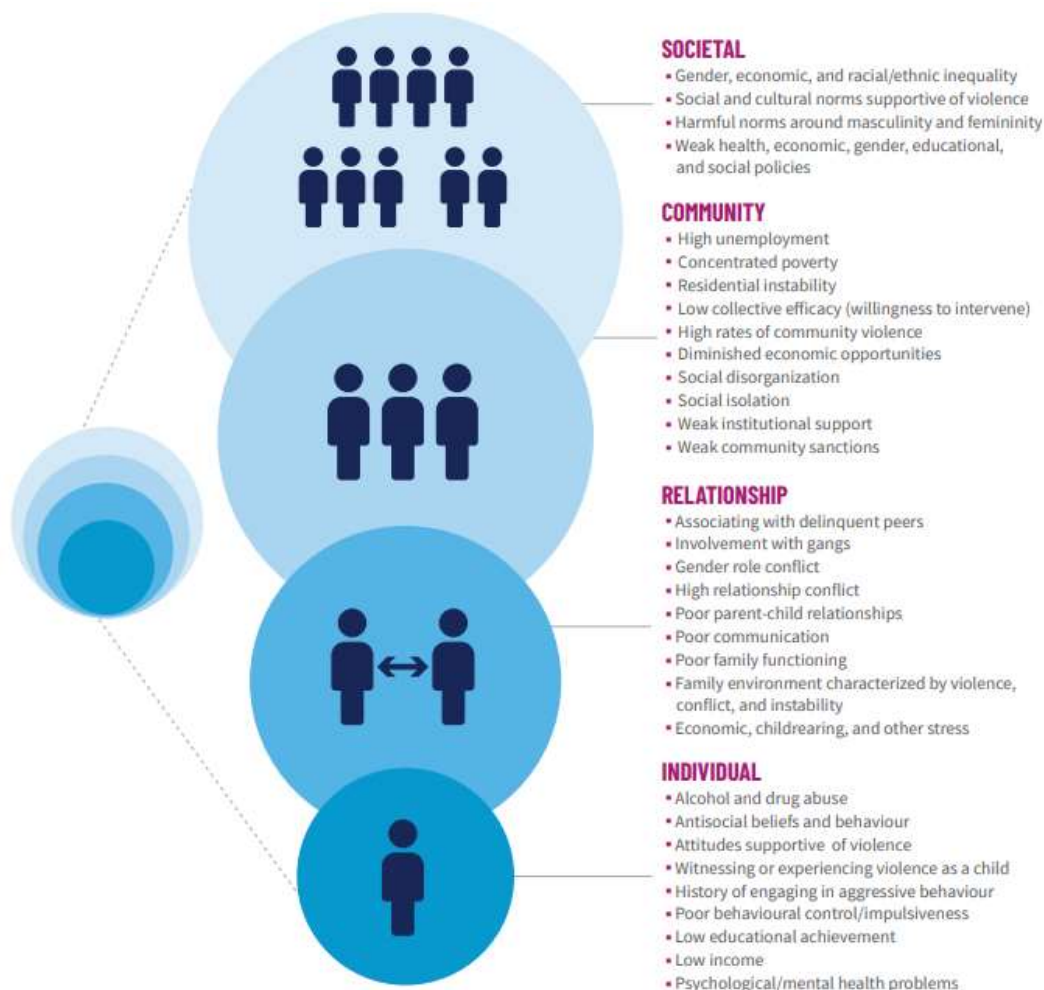 SOCIETAL
▪ Gender, economic, and racial/ethnic inequality
▪ Social and cultural norms supportive of violence
▪ Harmful norms around masculinity and femininity
▪ Weak health, economic, gender, educational,
and social policies
COMMUNITY
▪ High unemployment
▪ Concentrated poverty
▪ Residential instability
▪ Low collective efficacy (willingness to intervene)
▪ High rates of community violence
▪ Diminished economic opportunities
▪ Social disorganization
▪ Social isolation
▪ Weak institutional support
▪ Weak community sanctions
RELATIONSHIP
▪ Associating with delinquent peers
▪ Involvement with gangs
▪ Gender role conflict
▪ High relationship conflict
▪ Poor parent-child relationships
▪ Poor communication
▪ Poor family functioning
▪ Family environment characterized by violence,
conflict, and instability
▪ Economic, childrearing, and other stress
INDIVIDUAL
▪ Alcohol and drug abuse
▪ Antisocial beliefs and behaviour
▪ Attitudes supportive of violence
▪ Witnessing or experiencing violence as a child
▪ History of engaging in aggressive behaviour
▪ Poor behavioural control/impulsiveness
▪ Low educational achievement
▪ Low income
▪ Psychological/mental health problems